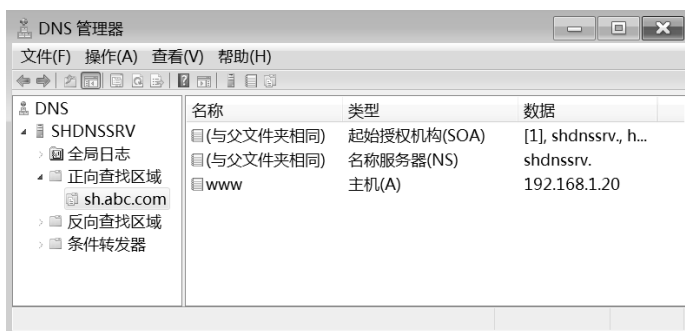 DNS 管理器
文件(F) 操作(A) 查看(V) 帮助(H)
DNS
SHDNSSRV
全局日志
正向查找区域
sh.abc.com
反向查找区域
条件转发器
名称 类型 数据
(与父文件夹相同) 起始授权机构(SOA) [1], shdnssrv., h...
(与父文件夹相同) 名称服务器(NS) shdnssrv.
www 主机(A) 192.168.1.20